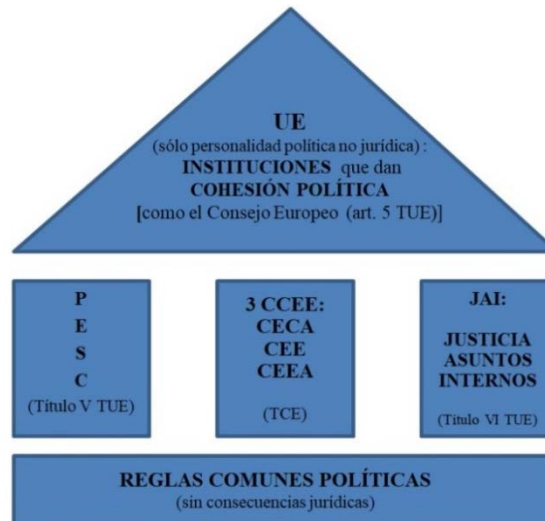 UE
(sólo personalidad política no jurídica) :
INSTITUCIONES que dan
COHESIÓN POLÍTICA
[como el Consejo Europeo (art. 5 TUE)]
P
E
S
C
(Título V TUE)
3 CCEE:
CECA
CEE
CEEA
(TCE)
JAI:
JUSTICIA
ASUNTOS
INTERNOS
(Título VI TUE)
REGLAS COMUNES POLÍTICAS
(sin consecuencias jurídicas)